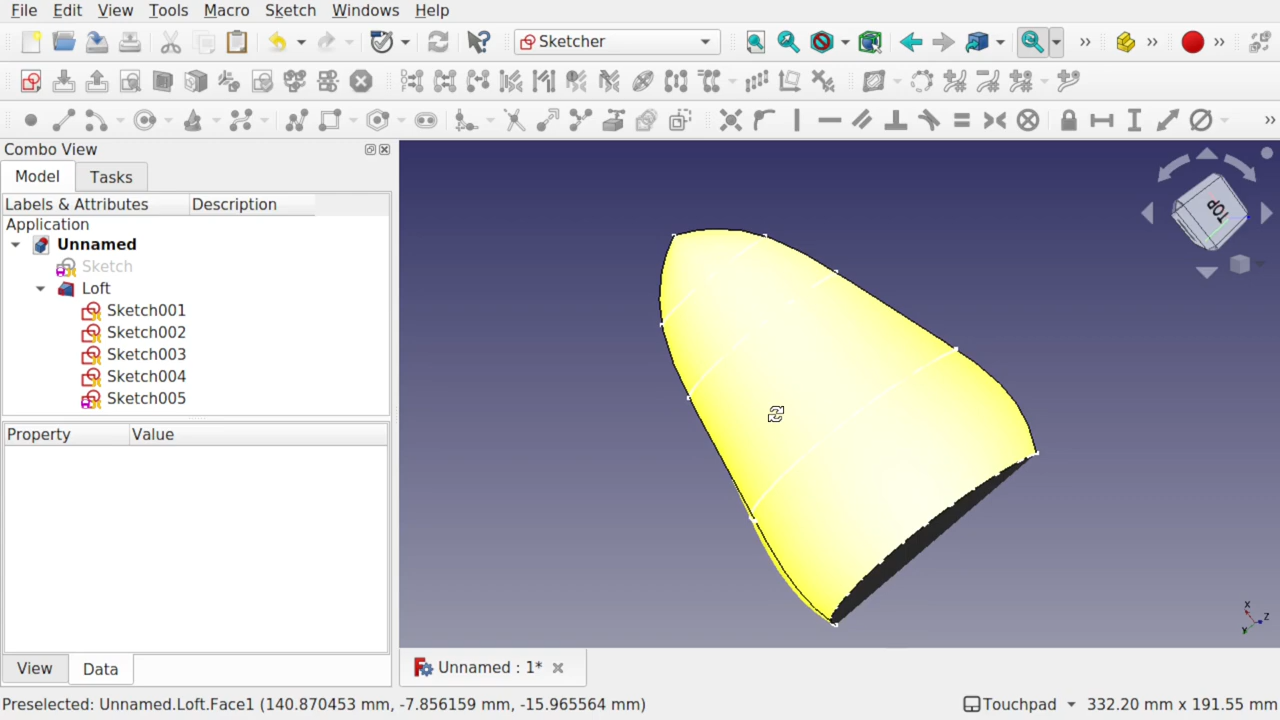 File Edit View Tools Macro Sketch Windows Help
Sketcher
Combo View
Model Tasks
Labels & Attributes Description
Application
Unnamed
Sketch
Loft
Sketch001
Sketch002
Sketch003
Sketch004
Sketch005
Property Value
View Data
TOP
X
Z
Y
Unnamed : 1*
Preselected: Unnamed.Loft.Face1 (140.870453 mm, -7.856159 mm, -15.965564 mm)
Touchpad 332.20 mm x 191.55 mm